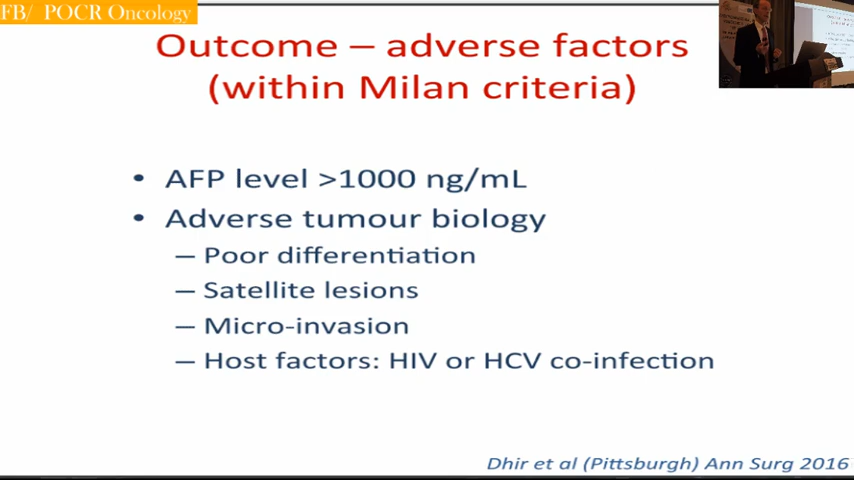 FB/ POCR Oncology
Outcome – adverse factors
(within Milan criteria)
• AFP level >1000 ng/mL
• Adverse tumour biology
– Poor differentiation
– Satellite lesions
– Micro-invasion
– Host factors: HIV or HCV co-infection
Dhir et al (Pittsburgh) Ann Surg 2016